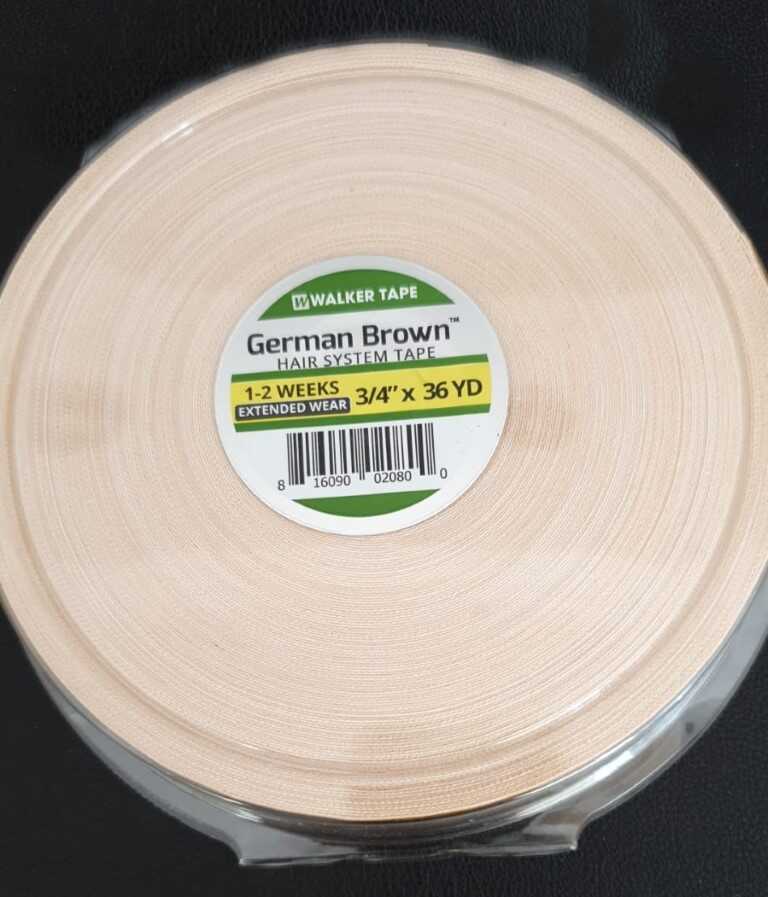 WALKER TAPE
German Brown™
HAIR SYSTEM TAPE
1-2 WEEKS
EXTENDED WEAR
3/4" x 36 YD
8 16090 02080 0